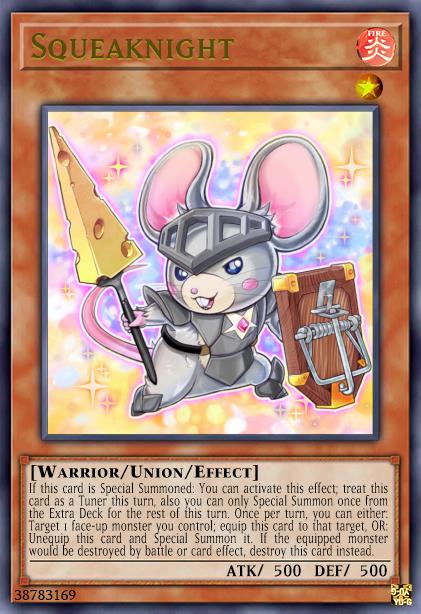 SQUEAKNIGHT
FIRE
炎
[WARRIOR/UNION/EFFECT]
If this card is Special Summoned: You can activate this effect; treat this
card as a Tuner this turn, also you can only Special Summon once from
the Extra Deck for the rest of this turn. Once per turn, you can either:
Target 1 face-up monster you control; equip this card to that target, OR:
Unequip this card and Special Summon it. If the equipped monster
would be destroyed by battle or card effect, destroy this card instead.
ATK/ 500 DEF/ 500
38783169